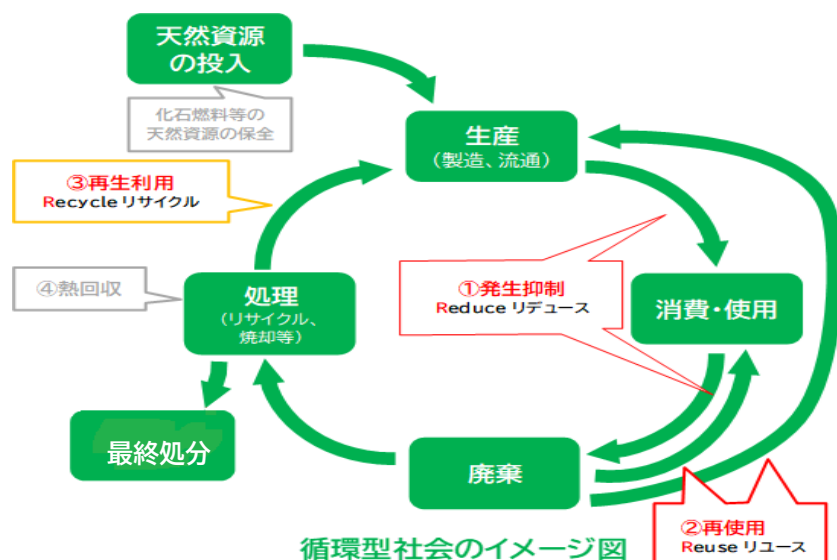 天然資源
の投入
化石燃料等の
天然資源の保全
生産
(製造、流通)
③再生利用
Recycle リサイクル
①発生抑制
Reduce リデュース
④熱回収
処理
(リサイクル、
焼却等)
消費・使用
最終処分
廃棄
②再使用
Reuse リユース
循環型社会のイメージ図